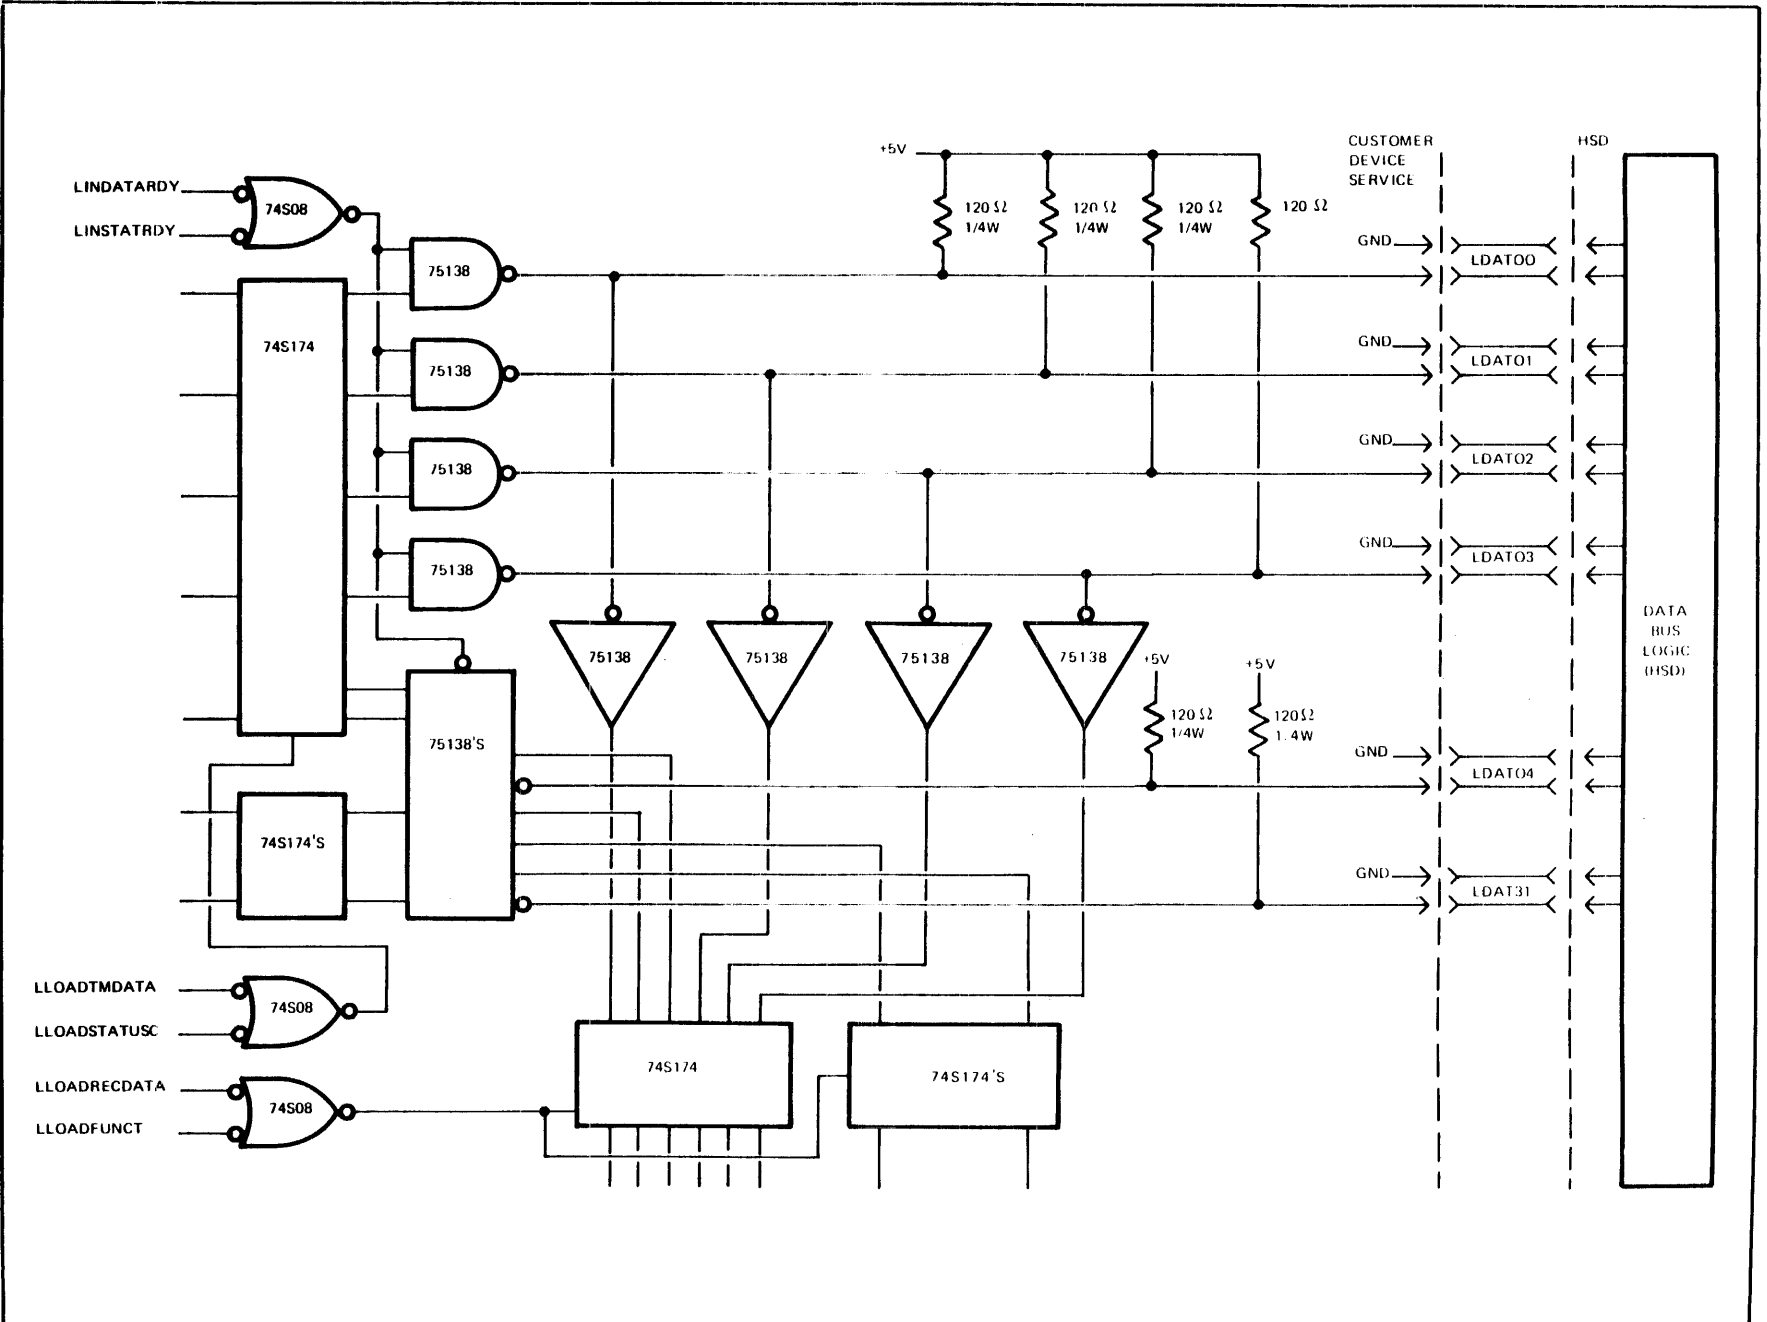 CUSTOMER
DEVICE
SERVICE
HSD
+5V
LINDATARDY
LINSTATRDY
74S08
120 Ω
1/4W
120 Ω
1/4W
120 Ω
1/4W
120 Ω
GND
LDAT00
75138
74S174
GND
LDAT01
75138
GND
LDAT02
75138
GND
LDAT03
75138
DATA
BUS
LOGIC
(HSD)
75138
75138
75138
75138
+5V
+5V
120 Ω
1/4W
120Ω
1.4W
75138'S
GND
LDAT04
74S174'S
GND
LDAT31
LLOADTMDATA
LLOADSTATUSC
74S08
74S174
74S174'S
LLOADRECDATA
LLOADFUNCT
74S08